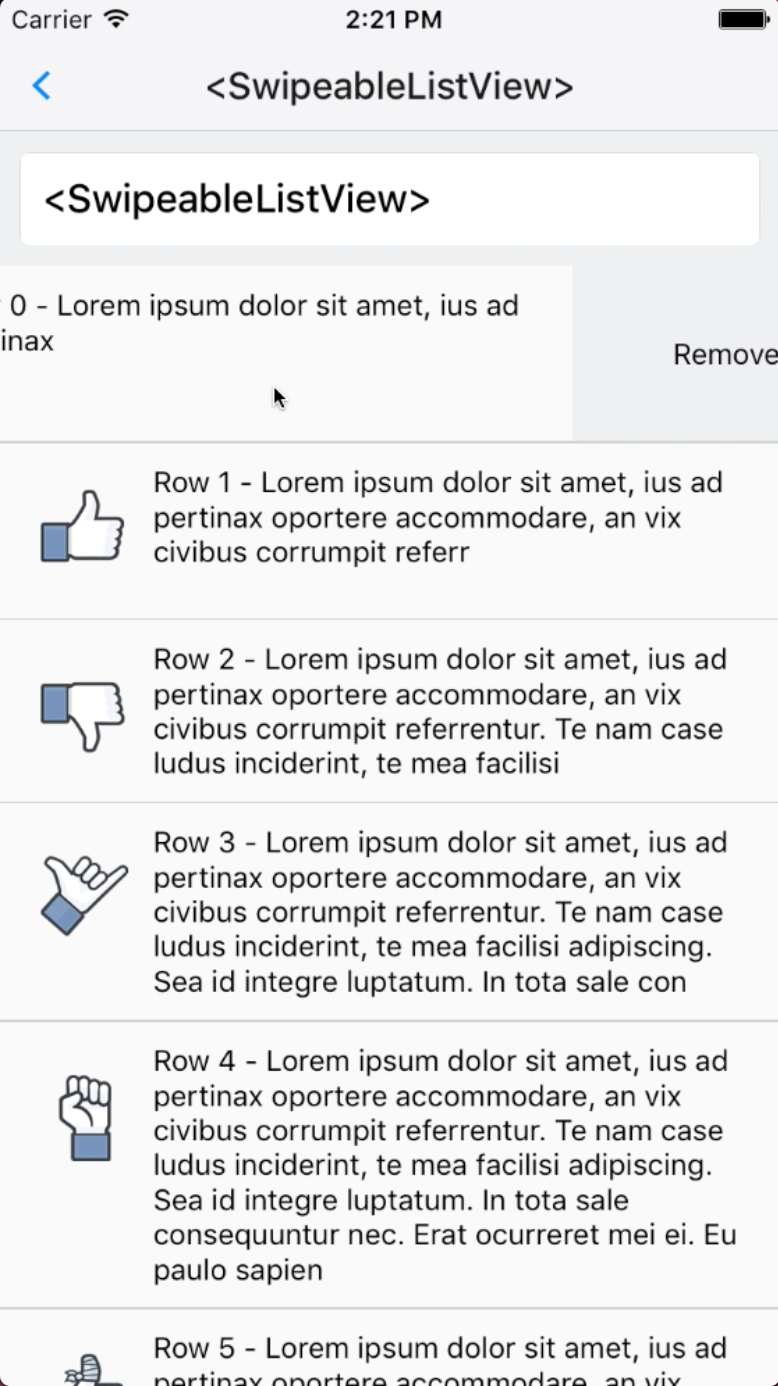 Carrier 2:21 PM
<SwipeableListView>
<SwipeableListView>
0 - Lorem ipsum dolor sit amet, ius ad
inax
Remove
Row 1 - Lorem ipsum dolor sit amet, ius ad
pertinax oportere accommodare, an vix
civibus corrumpit referr
Row 2 - Lorem ipsum dolor sit amet, ius ad
pertinax oportere accommodare, an vix
civibus corrumpit referrentur. Te nam case
ludus inciderint, te mea facilisi
Row 3 - Lorem ipsum dolor sit amet, ius ad
pertinax oportere accommodare, an vix
civibus corrumpit referrentur. Te nam case
ludus inciderint, te mea facilisi adipiscing.
Sea id integre luptatum. In tota sale con
Row 4 - Lorem ipsum dolor sit amet, ius ad
pertinax oportere accommodare, an vix
civibus corrumpit referrentur. Te nam case
ludus inciderint, te mea facilisi adipiscing.
Sea id integre luptatum. In tota sale
consequuntur nec. Erat ocurreret mei ei. Eu
paulo sapien
Row 5 - Lorem ipsum dolor sit amet, ius ad
pertinax oportere accommodare, an vix